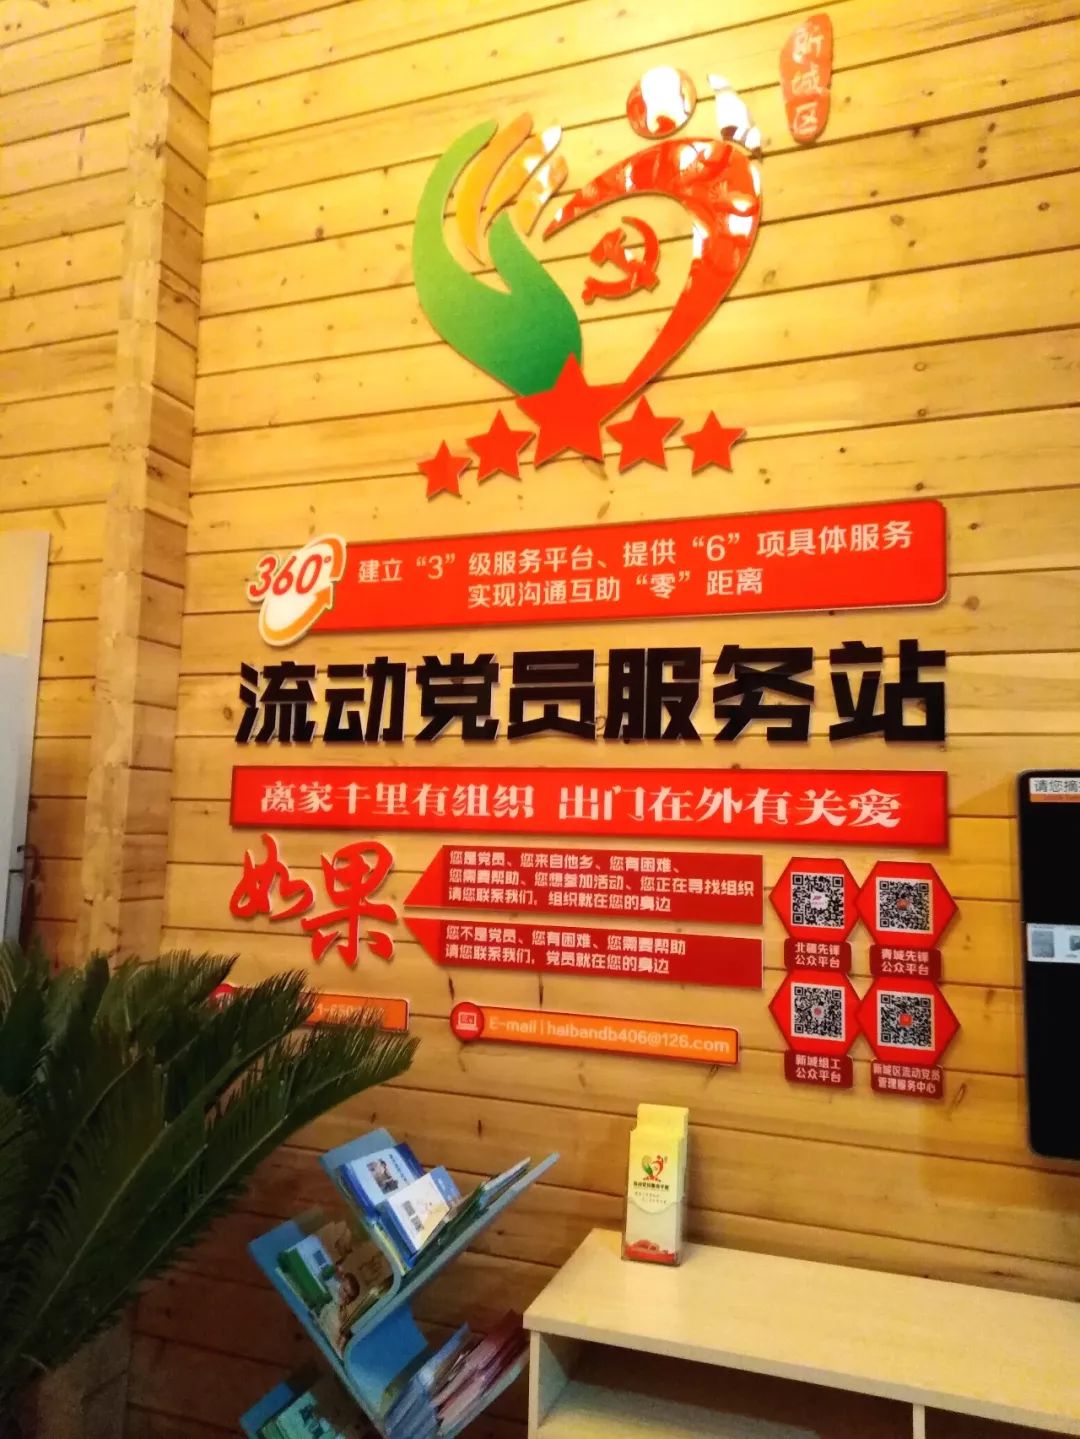 新城区
360°
建立“3”级服务平台、提供“6”项具体服务
实现沟通互助“零”距离
流动党员服务站
离家千里有组织 出门在外有关爱
如果
您是党员、您来自他乡、您有困难、
您需要帮助、您想参加活动、您正在寻找组织
请您联系我们，组织就在您的身边
您不是党员、您有困难、您需要帮助
请您联系我们，党员就在您的身边
北疆先锋
公众平台
青城先锋
公众平台
新城组工
公众平台
新城区流动党员
管理服务中心
E-mail | haibandb406@126.com
请您摘